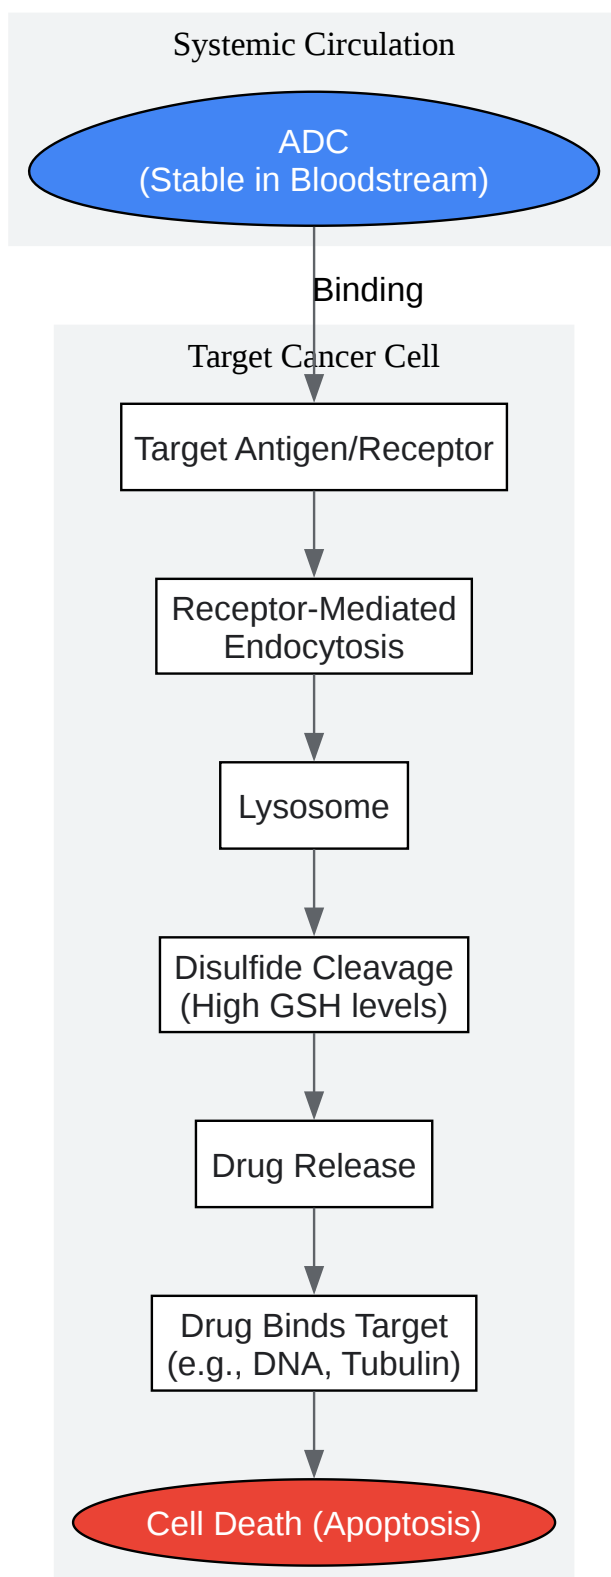 Systemic Circulation
ADC
(Stable in Bloodstream)
Binding
Target Cancer Cell
Target Antigen/Receptor
Receptor-Mediated
Endocytosis
Lysosome
Disulfide Cleavage
(High GSH levels)
Drug Release
Drug Binds Target
(e.g., DNA, Tubulin)
Cell Death (Apoptosis)